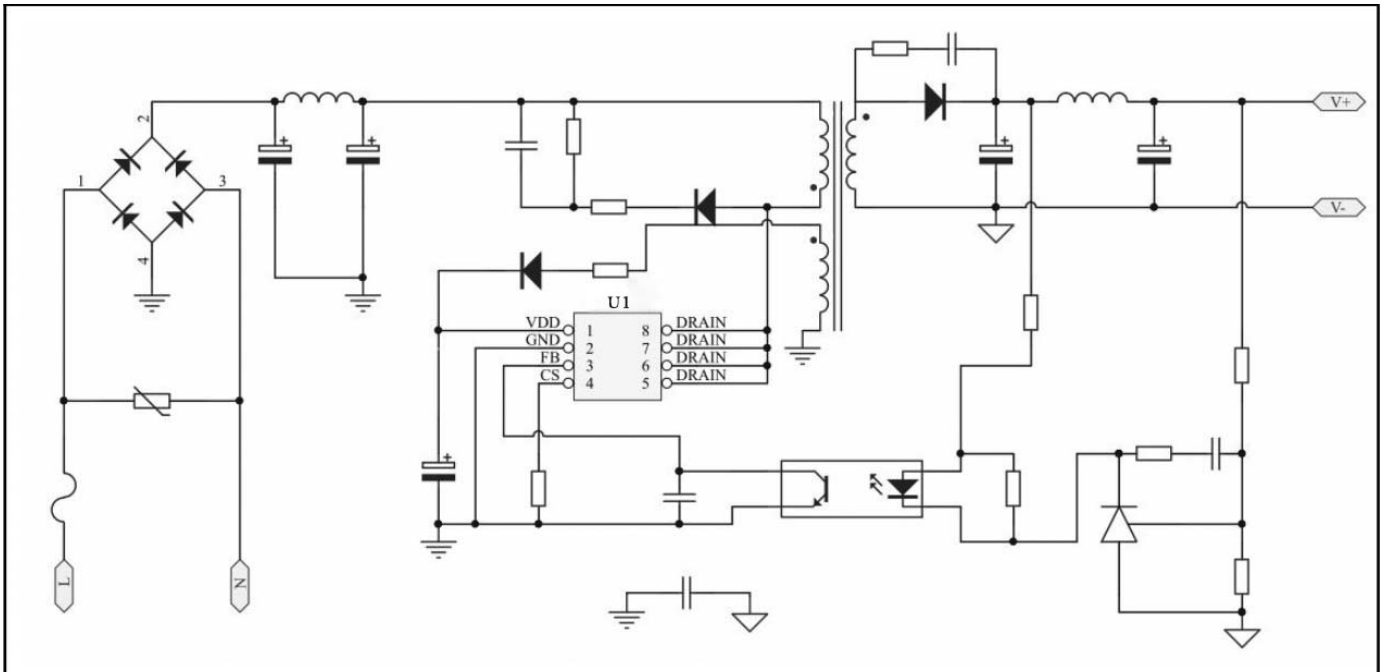 V+
2
1
3
V-
4
U1
VDD 1 8 DRAIN
GND 2 7 DRAIN
FB 3 6 DRAIN
CS 4 5 DRAIN
+
+
+
+
+
L
N